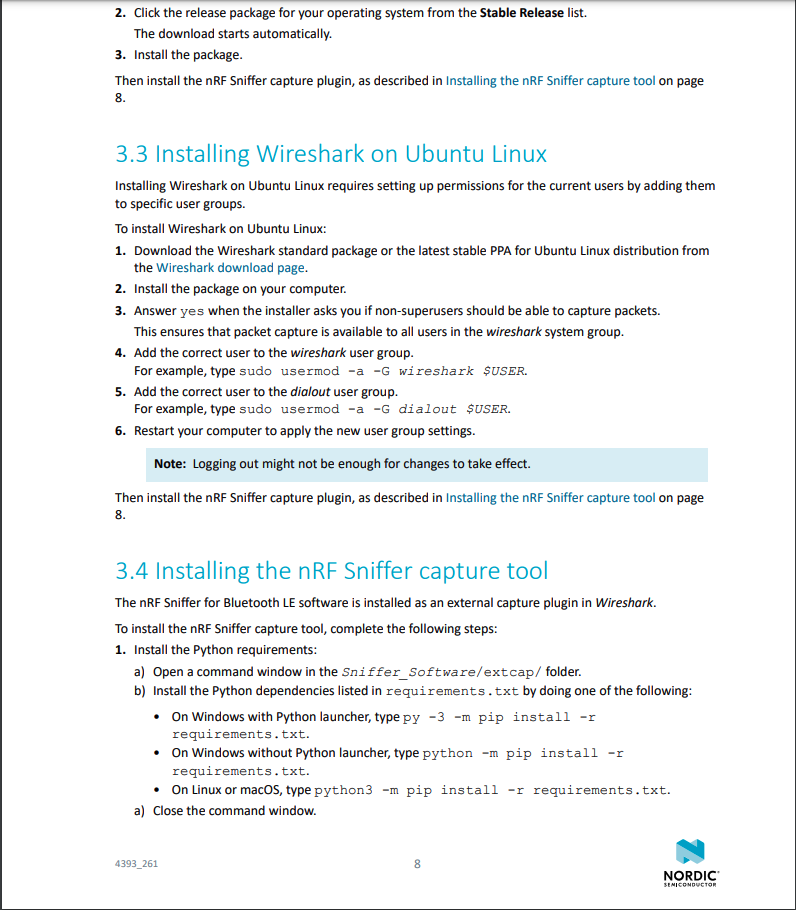 2. Click the release package for your operating system from the Stable Release list.
The download starts automatically.
3. Install the package.
Then install the nRF Sniffer capture plugin, as described in Installing the nRF Sniffer capture tool on page
8.
3.3 Installing Wireshark on Ubuntu Linux
Installing Wireshark on Ubuntu Linux requires setting up permissions for the current users by adding them
to specific user groups.
To install Wireshark on Ubuntu Linux:
1. Download the Wireshark standard package or the latest stable PPA for Ubuntu Linux distribution from
the Wireshark download page.
2. Install the package on your computer.
3. Answer yes when the installer asks you if non-superusers should be able to capture packets.
This ensures that packet capture is available to all users in the wireshark system group.
4. Add the correct user to the wireshark user group.
For example, type sudo usermod -a -G wireshark $USER.
5. Add the correct user to the dialout user group.
For example, type sudo usermod -a -G dialout $USER.
6. Restart your computer to apply the new user group settings.
Note: Logging out might not be enough for changes to take effect.
Then install the nRF Sniffer capture plugin, as described in Installing the nRF Sniffer capture tool on page
8.
3.4 Installing the nRF Sniffer capture tool
The nRF Sniffer for Bluetooth LE software is installed as an external capture plugin in Wireshark.
To install the nRF Sniffer capture tool, complete the following steps:
1. Install the Python requirements:
a) Open a command window in the Sniffer_Software/extcap/ folder.
b) Install the Python dependencies listed in requirements.txt by doing one of the following:
• On Windows with Python launcher, type py -3 -m pip install -r
requirements.txt.
• On Windows without Python launcher, type python -m pip install -r
requirements.txt.
• On Linux or macOS, type python3 -m pip install -r requirements.txt.
a) Close the command window.
4393_261
8
NORDIC
SEMICONDUCTOR